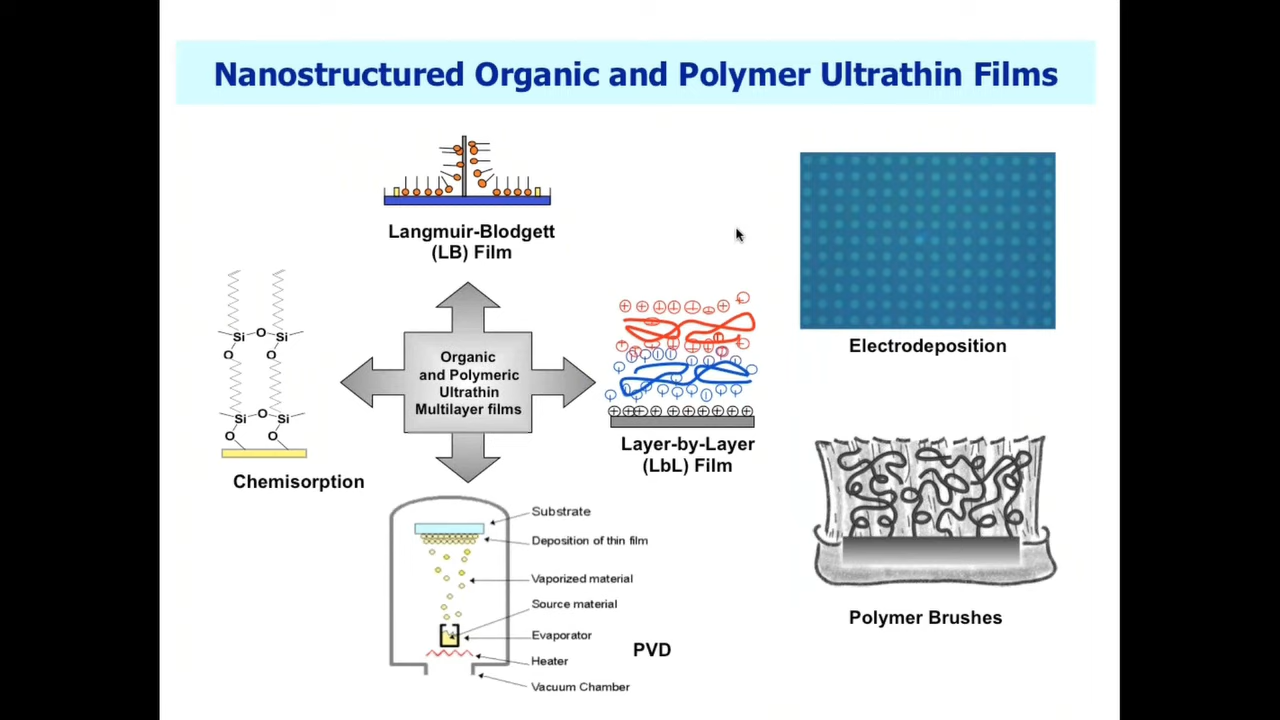 Nanostructured Organic and Polymer Ultrathin Films
Langmuir-Blodgett
(LB) Film
Si
O
Si
O
O
Si
O
Si
O
O
Chemisorption
Organic
and Polymeric
Ultrathin
Multilayer films
Layer-by-Layer
(LbL) Film
Electrodeposition
Polymer Brushes
Substrate
Deposition of thin film
Vaporized material
Source material
Evaporator
Heater
Vacuum Chamber
PVD